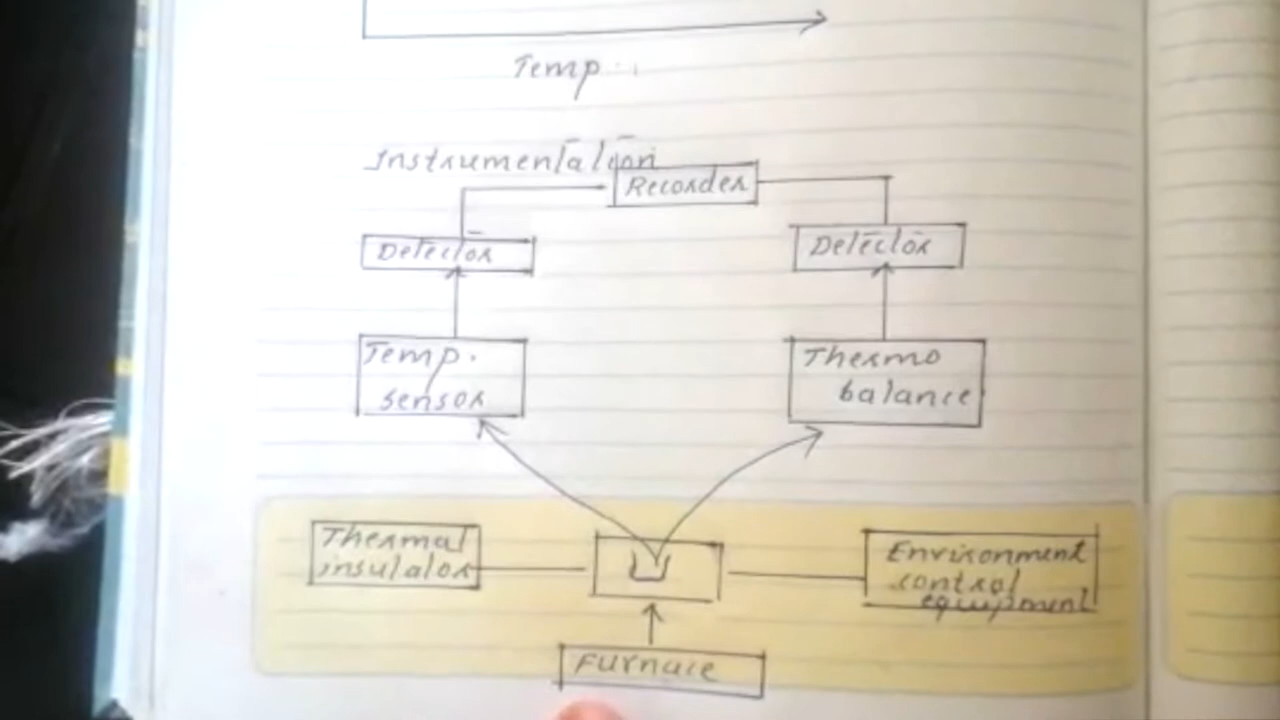 Temp.
Instrumentation
Recorder
Detector
Detector
Temp.
sensor
Thermo
balance
Thermal
insulator
Environment
control
equipment
Furnace